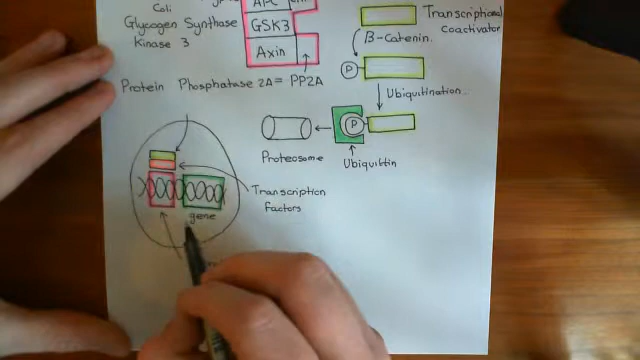 Coli
APC
Glycogen Synthase
Kinase 3
GSK3
Axin
Transcriptional
coactivator
β-Catenin.
P
Protein Phosphatase 2A = PP2A
Ubiquitination..
P
Proteosome
Ubiquitin
Transcription
Factors
gene